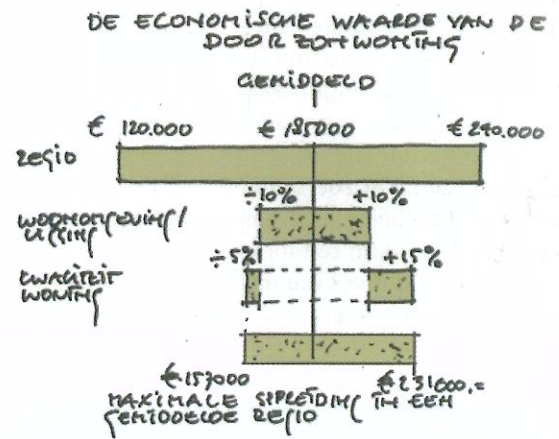 DE ECONOMISCHE WAARDE VAN DE
DOORZONWONING
GEMIDDELD
€ 120.000 € 185000 € 240.000
REGIO
÷10% +10%
WOONOMGEVING/
LIGGING
÷5% +15%
KWALITEIT
WONING
€157000 €231000,=
MAXIMALE SPREIDING IN EEN
GEMIDDELDE REGIO